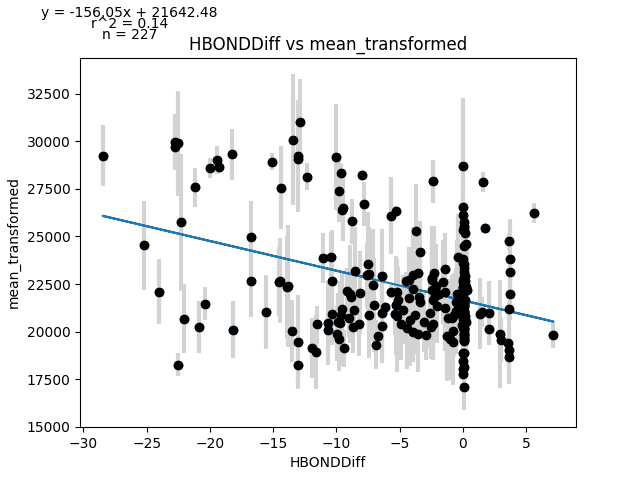 y = -156.05x + 21642.48
r^2 = 0.14
n = 227
HBONDDiff vs mean_transformed
32500
30000
27500
25000
22500
20000
17500
15000
mean_transformed
−30
−25
−20
−15
−10
−5
0
5
HBONDDiff